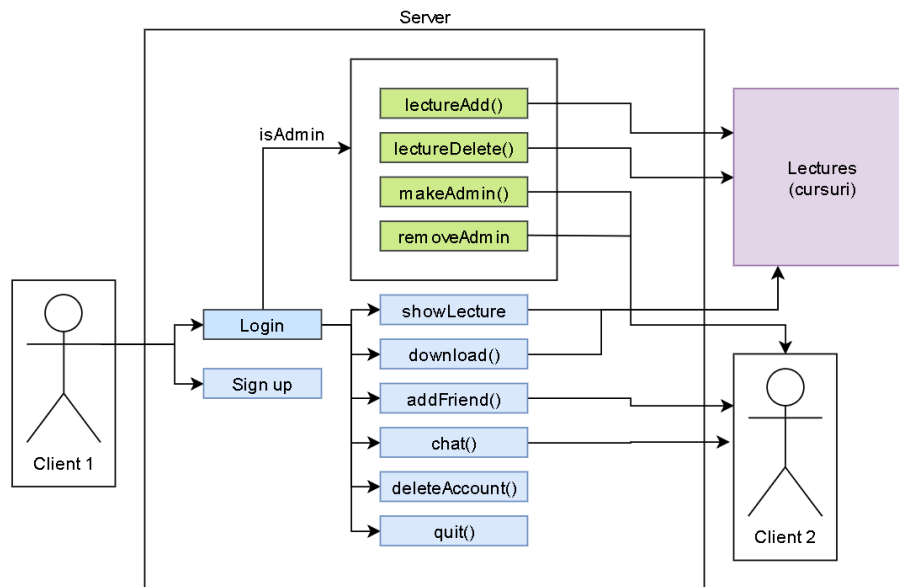 Server
lectureAdd()
isAdmin
lectureDelete()
makeAdmin()
removeAdmin
Lectures
(cursuri)
Login
Sign up
showLecture
download()
addFriend()
chat()
deleteAccount()
quit()
Client 1
Client 2